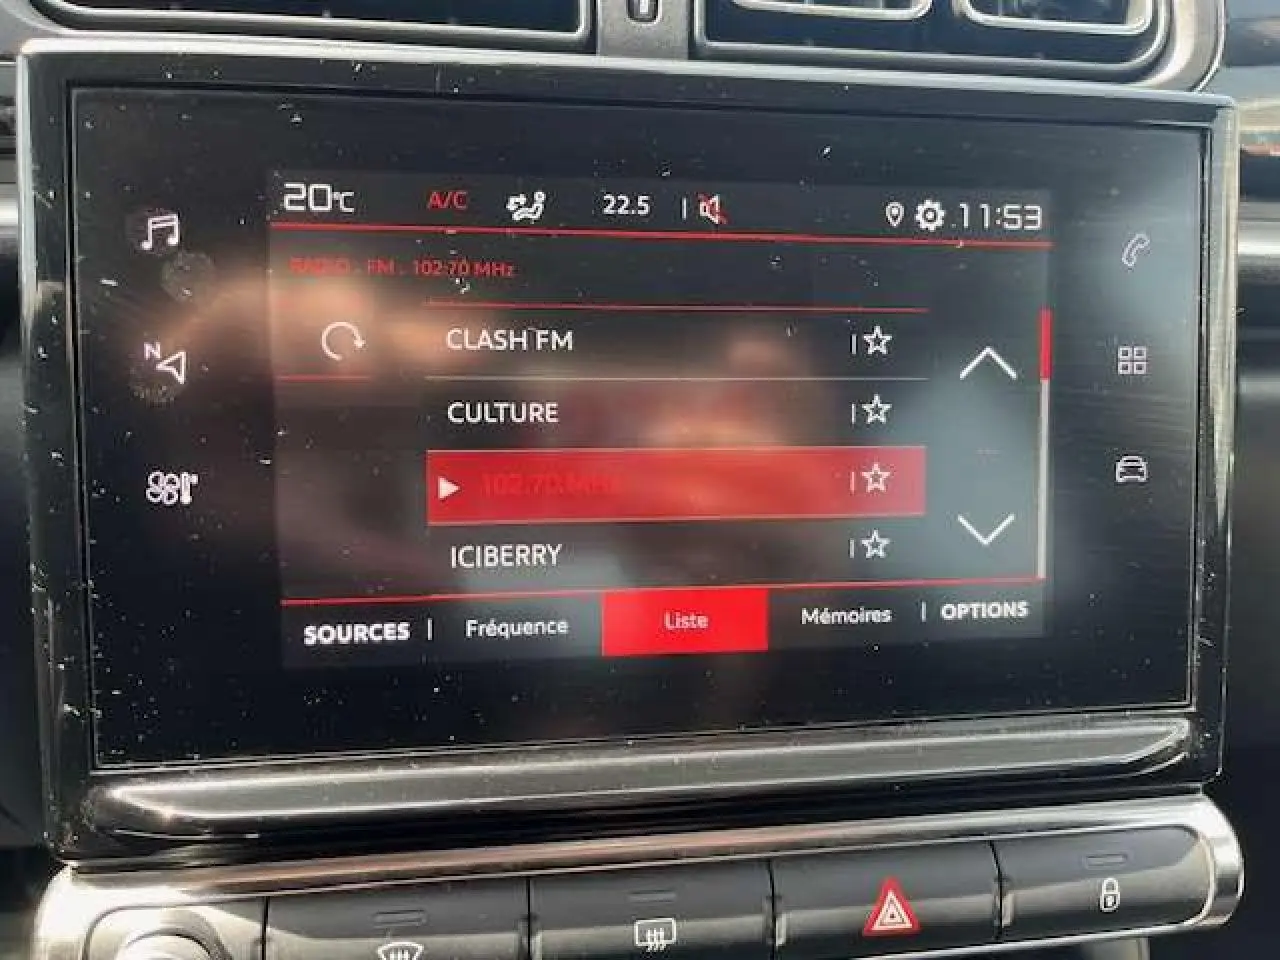 20°C A/C 22.5 11:53
RADIO . FM . 102.70 MHz
N
CLASH FM
CULTURE
102.70 MHz
ICIBERRY
SOURCES Fréquence Liste Mémoires OPTIONS